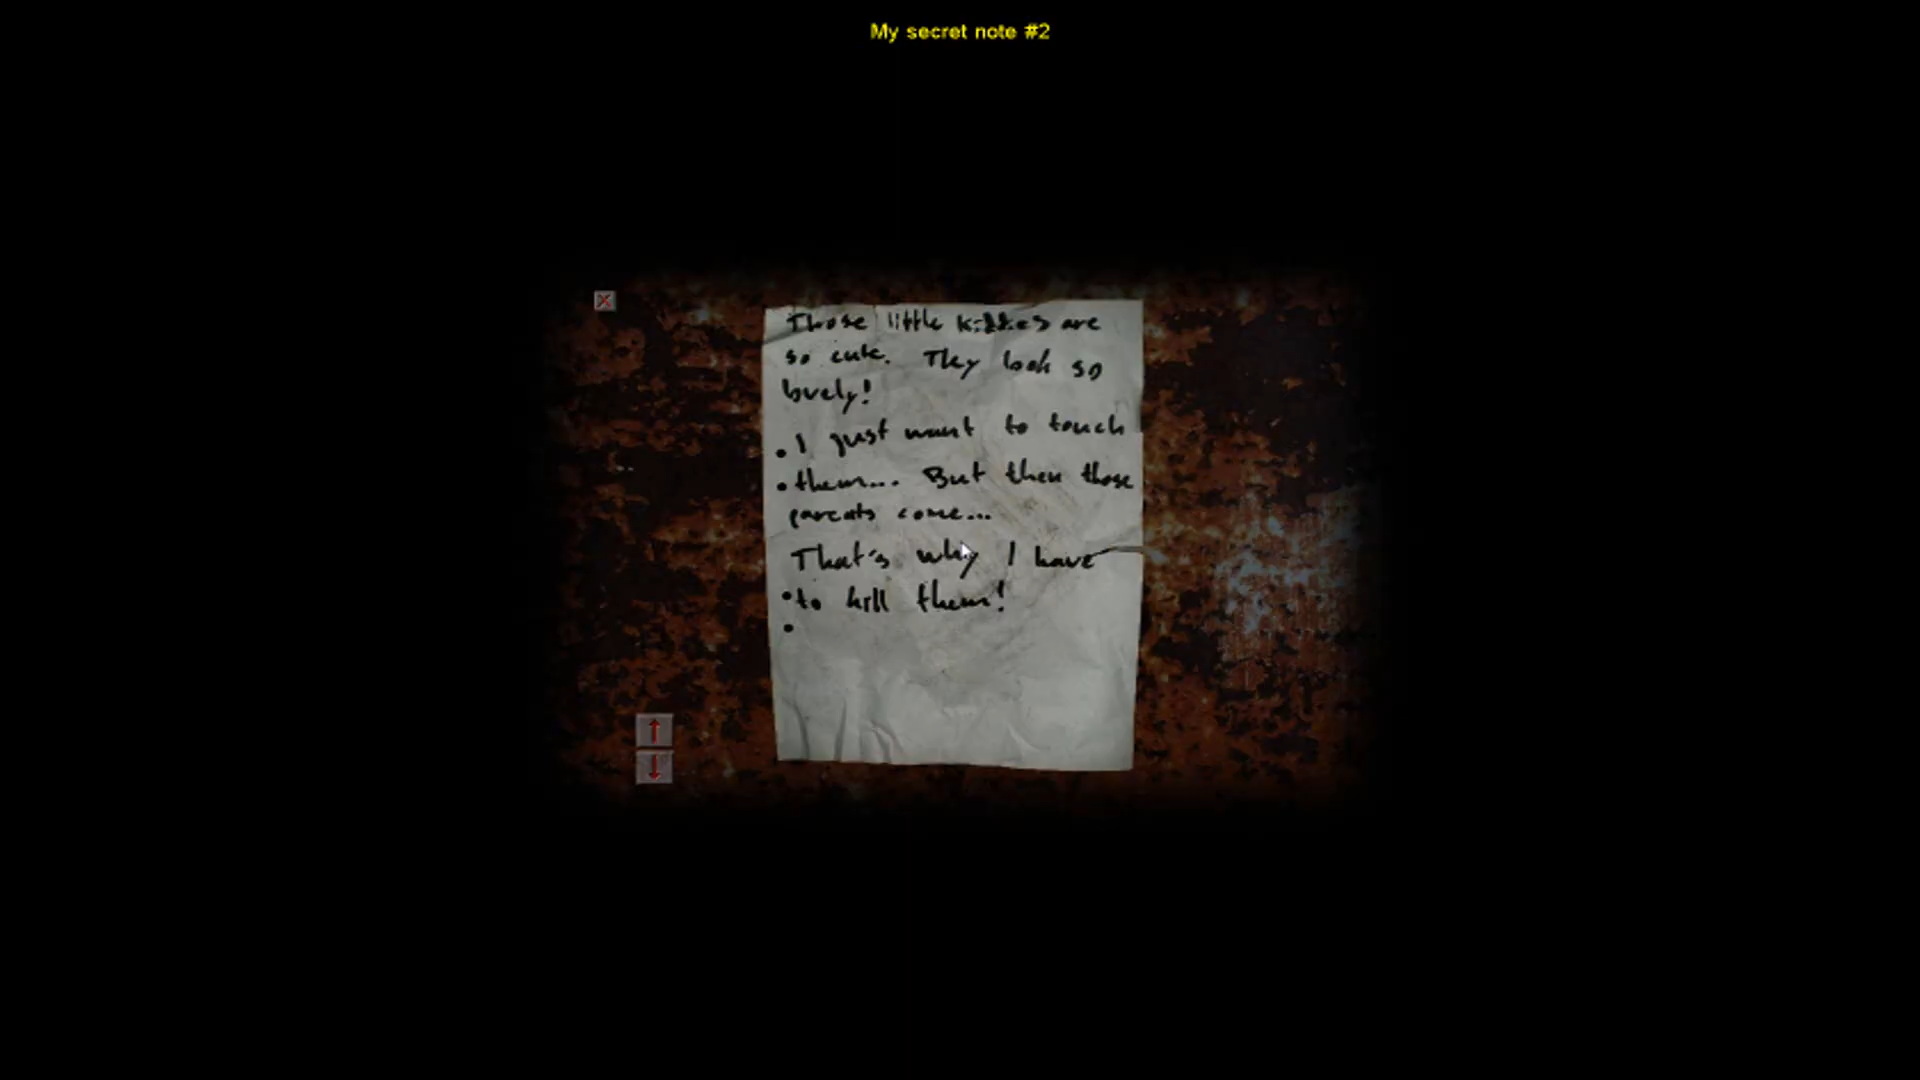 My secret note #2
Those little are
so cute. They look so
lovely!
I just want to touch
them... But then those
parents come...
That's why I have
to kill them!